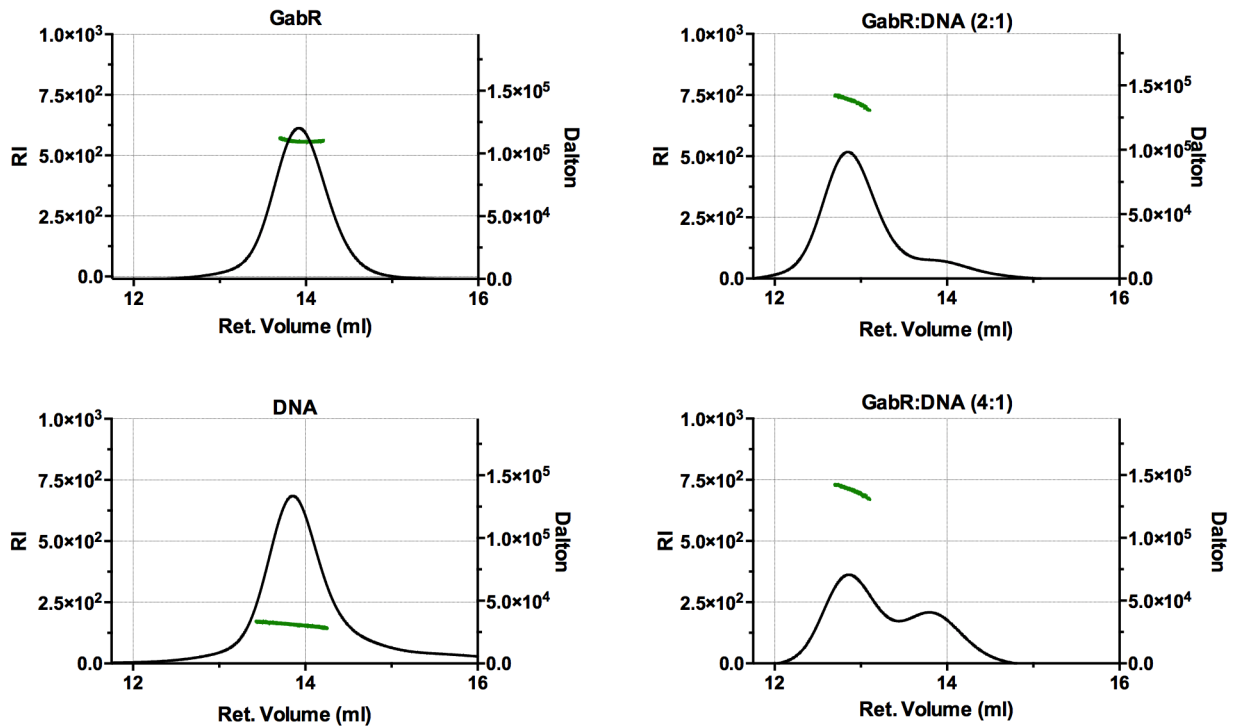 GabR
1.0×10³
7.5×10²
5.0×10²
2.5×10²
0.0
RI
1.5×10⁵
1.0×10⁵
5.0×10⁴
0.0
Dalton
12 14 16
Ret. Volume (ml)
GabR:DNA (2:1)
1.0×10³
7.5×10²
5.0×10²
2.5×10²
0.0
RI
1.5×10⁵
1.0×10⁵
5.0×10⁴
0.0
Dalton
12 14 16
Ret. Volume (ml)
DNA
1.0×10³
7.5×10²
5.0×10²
2.5×10²
0.0
RI
1.5×10⁵
1.0×10⁵
5.0×10⁴
0.0
Dalton
12 14 16
Ret. Volume (ml)
GabR:DNA (4:1)
1.0×10³
7.5×10²
5.0×10²
2.5×10²
0.0
RI
1.5×10⁵
1.0×10⁵
5.0×10⁴
0.0
Dalton
12 14 16
Ret. Volume (ml)